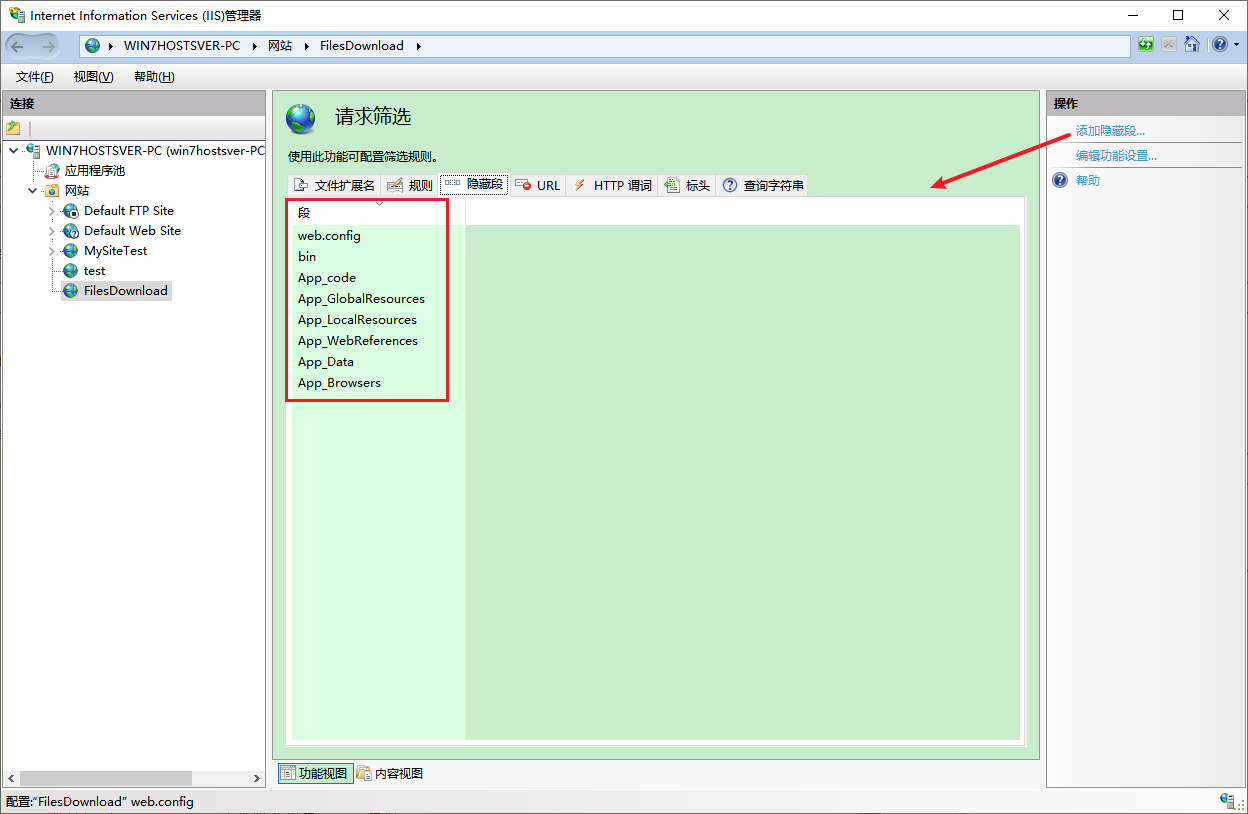 Internet Information Services (IIS)管理器
WIN7HOSTSVER-PC
网站
FilesDownload
文件(F)
视图(V)
帮助(H)
连接
WIN7HOSTSVER-PC (win7hostsver-PC
应用程序池
网站
Default FTP Site
Default Web Site
MySiteTest
test
FilesDownload
请求筛选
使用此功能可配置筛选规则。
文件扩展名
规则
隐藏段
URL
HTTP 谓词
标头
查询字符串
段
web.config
bin
App_code
App_GlobalResources
App_LocalResources
App_WebReferences
App_Data
App_Browsers
功能视图
内容视图
操作
添加隐藏段...
编辑功能设置...
帮助
配置:“FilesDownload” web.config